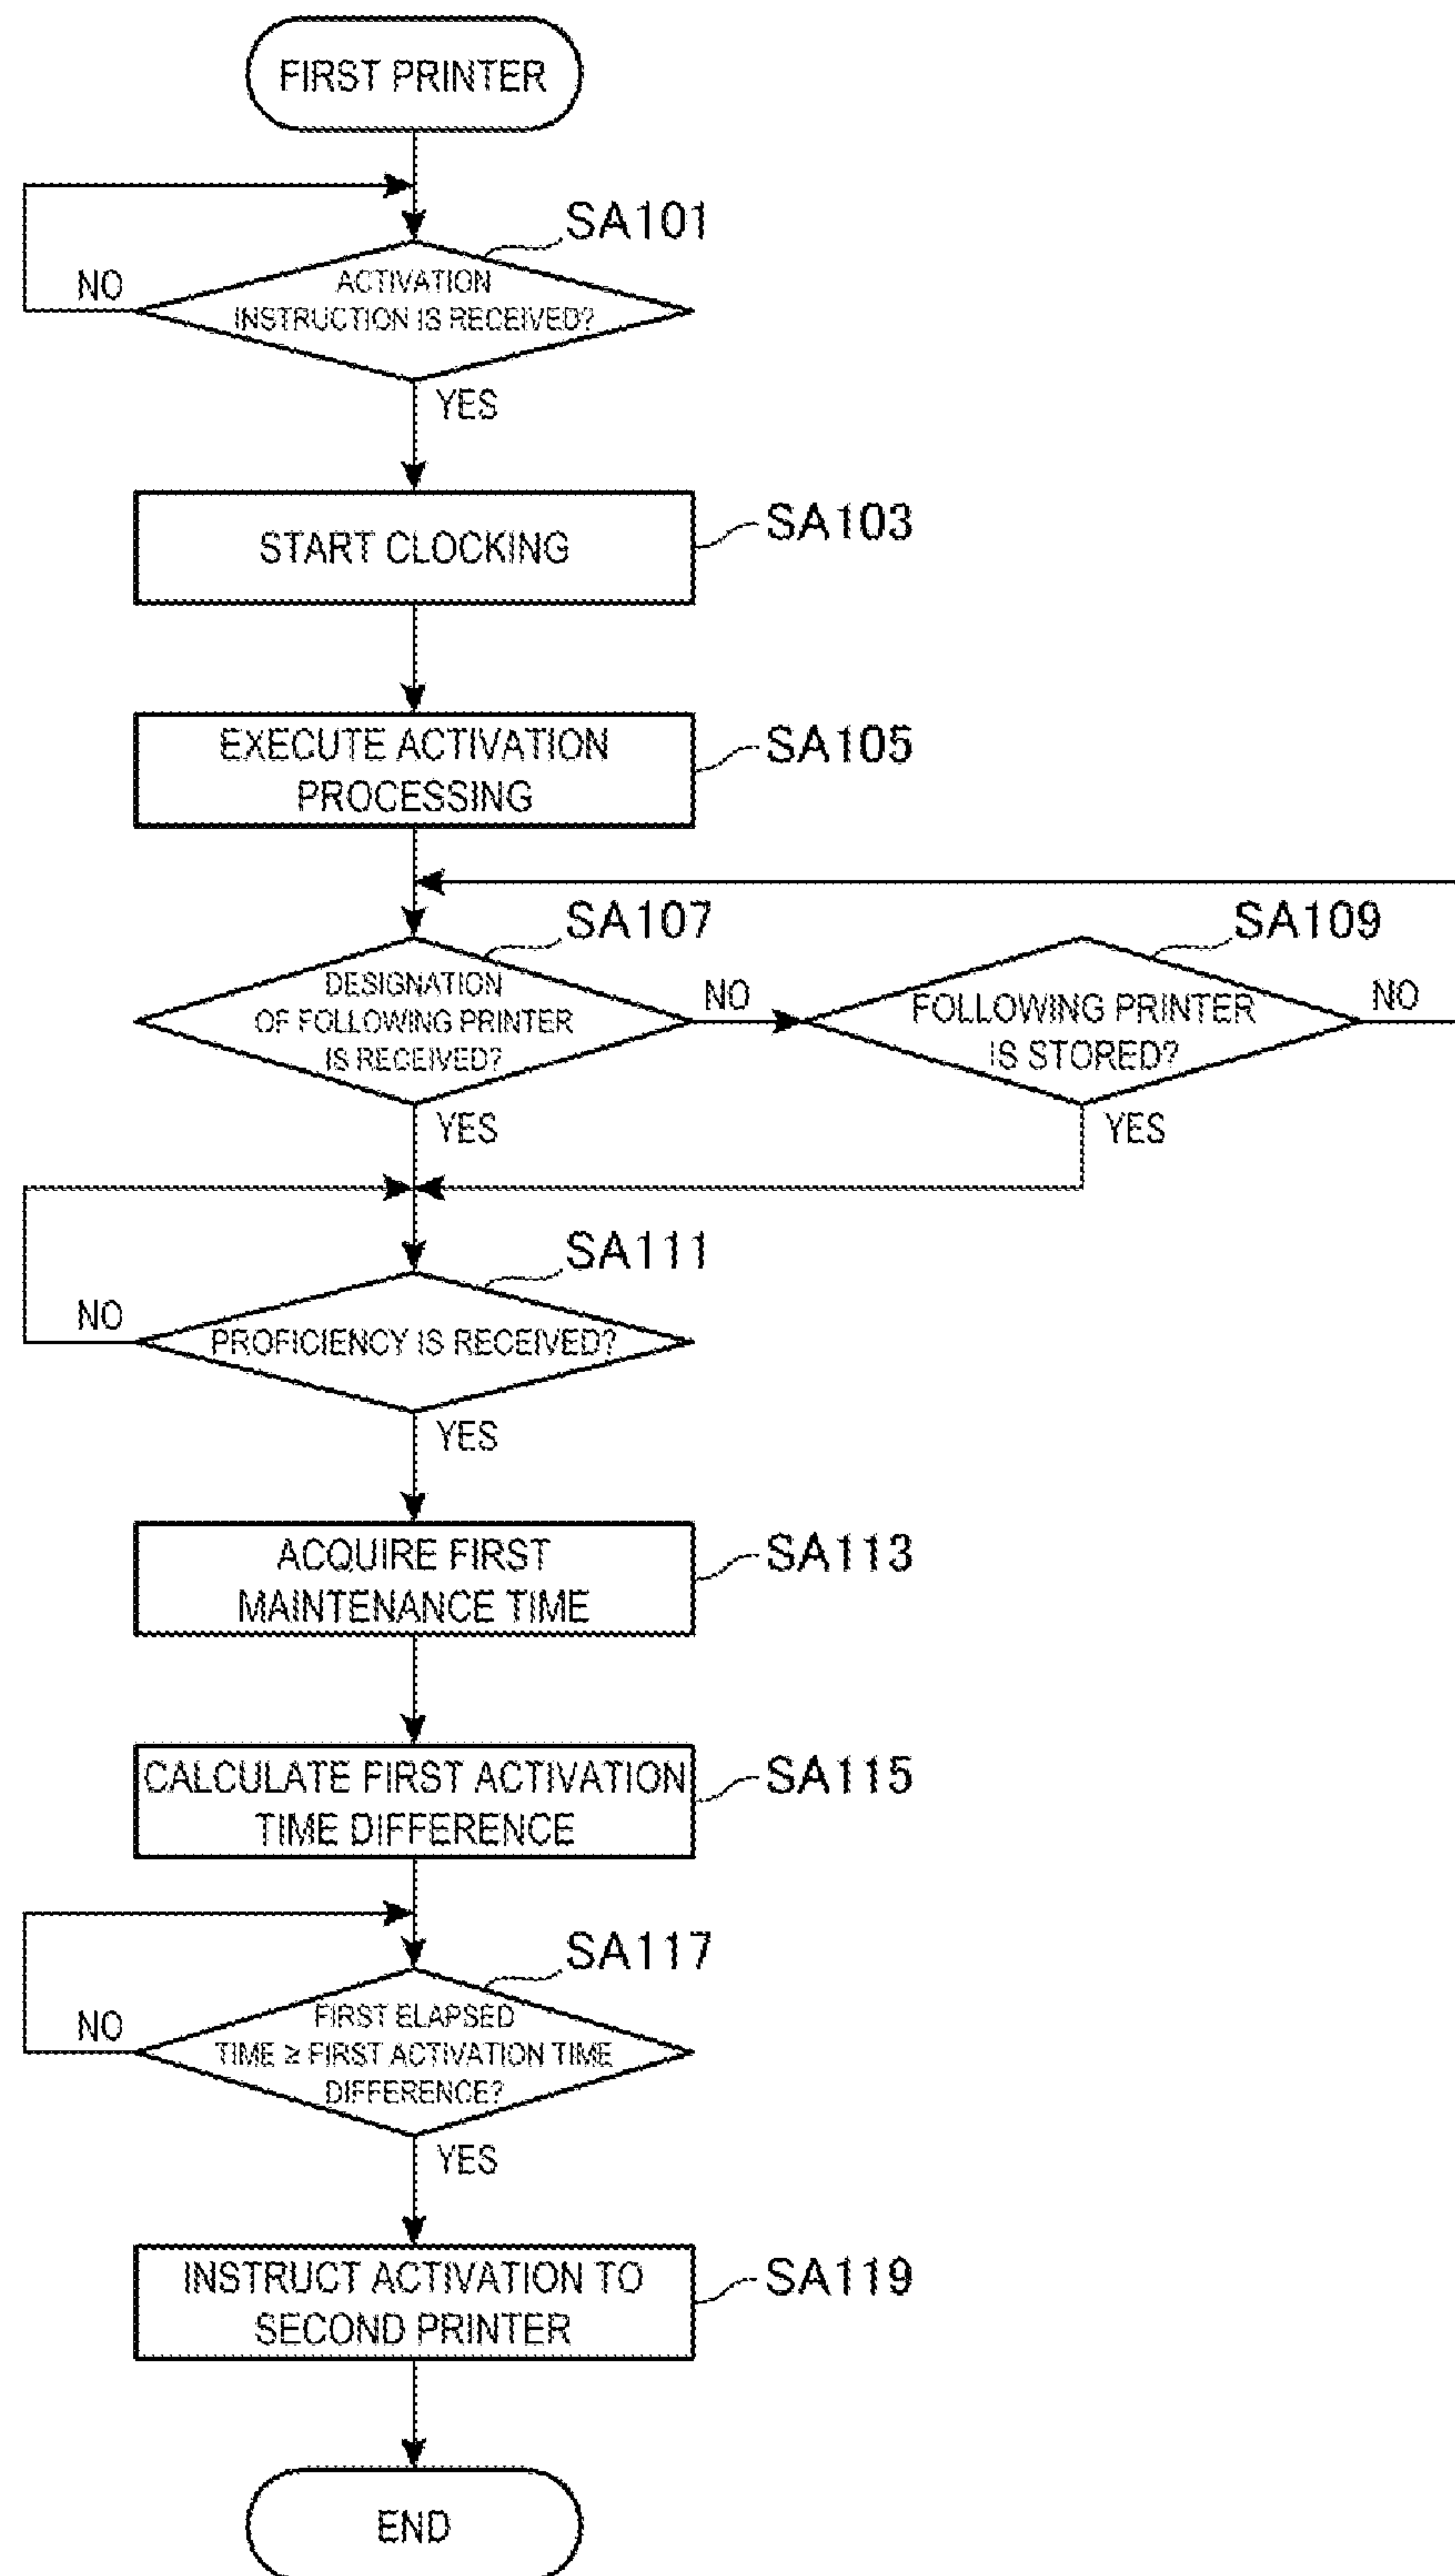 FIRST PRINTER
SA101
NO
ACTIVATION
INSTRUCTION IS RECEIVED?
YES
START CLOCKING
SA103
EXECUTE ACTIVATION
PROCESSING
SA105
SA107
SA109
DESIGNATION
OF FOLLOWING PRINTER
IS RECEIVED?
NO
FOLLOWING PRINTER
IS STORED?
NO
YES
YES
SA111
NO
PROFICIENCY IS RECEIVED?
YES
ACQUIRE FIRST
MAINTENANCE TIME
SA113
CALCULATE FIRST ACTIVATION
TIME DIFFERENCE
SA115
SA117
NO
FIRST ELAPSED
TIME ≥ FIRST ACTIVATION TIME
DIFFERENCE?
YES
INSTRUCT ACTIVATION TO
SECOND PRINTER
SA119
END